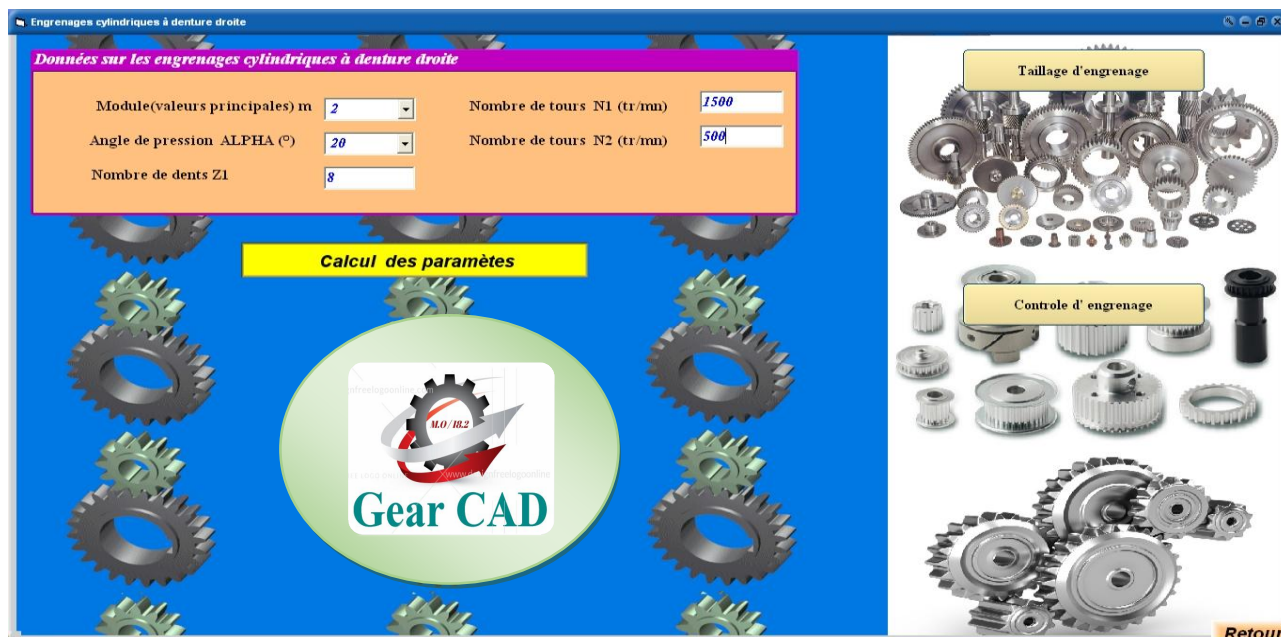 Engrenages cylindriques à denture droite
Données sur les engrenages cylindriques à denture droite
Module(valeurs principales) m 2
Nombre de tours N1 (tr/mn) 1500
Angle de pression ALPHA (°) 20
Nombre de tours N2 (tr/mn) 500
Nombre de dents Z1 8
Calcul des paramètes
M.O/18.2
Gear CAD
Taillage d'engrenage
Controle d' engrenage
Retour